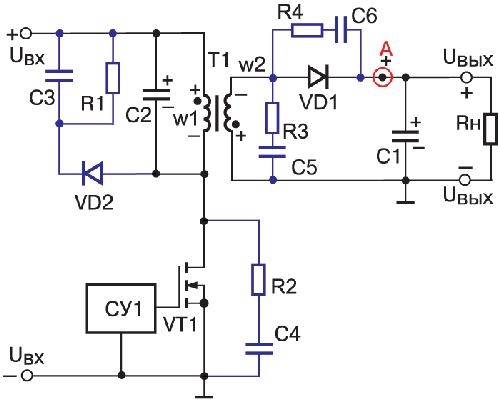 R4
C6
+
UВХ
T1
w2
A
+
UВЫХ
C3
R1
+
C2
+
w1
VD1
+
R3
+
C1
RН
C5
VD2
UВЫХ
СУ1
VT1
R2
C4
UВХ